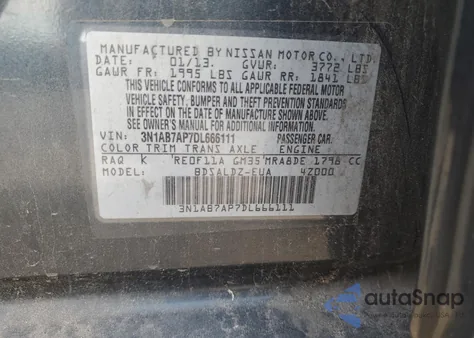 MANUFACTURED BY NISSAN MOTOR CO., LTD.
DATE: 01/13. GVWR: 3772 LBS
GAWR FR: 1995 LBS GAWR RR: 1841 LBS
THIS VEHICLE CONFORMS TO ALL APPLICABLE FEDERAL MOTOR
VEHICLE SAFETY, BUMPER AND THEFT PREVENTION STANDARDS
IN EFFECT ON THE DATE OF MANUFACTURE SHOWN ABOVE.
SEE OWNER'S MANUAL FOR ADDITIONAL INFORMATION
VIN: 3N1AB7AP7DL666111 PASSENGER CAR
COLOR TRIM TRANS AXLE ENGINE
RAQ K RE0F11A GM35 MRA8DE 1798 CC
MODEL: BDSALDZ-EUA 4Z000
3N1AB7AP7DL666111
autoSnap